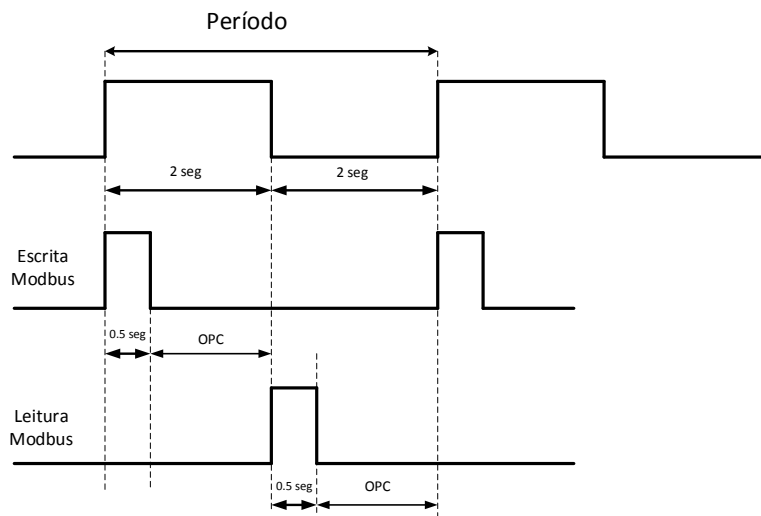 Período
2 seg
2 seg
Escrita
Modbus
0.5 seg
OPC
Leitura
Modbus
0.5 seg
OPC